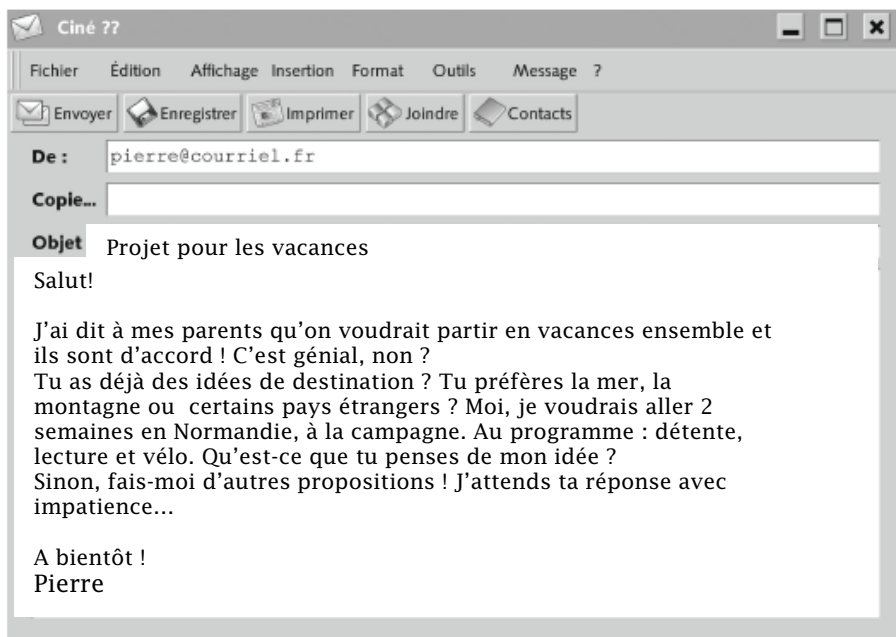 Ciné ??
Fichier Édition Affichage Insertion Format Outils Message ?
Envoyer Enregistrer Imprimer Joindre Contacts
De : pierre@courriel.fr
Copie...
Objet Projet pour les vacances
Salut!
J'ai dit à mes parents qu'on voudrait partir en vacances ensemble et
ils sont d'accord ! C'est génial, non ?
Tu as déjà des idées de destination ? Tu préfères la mer, la
montagne ou certains pays étrangers ? Moi, je voudrais aller 2
semaines en Normandie, à la campagne. Au programme : détente,
lecture et vélo. Qu'est-ce que tu penses de mon idée ?
Sinon, fais-moi d'autres propositions ! J'attends ta réponse avec
impatience…
A bientôt !
Pierre